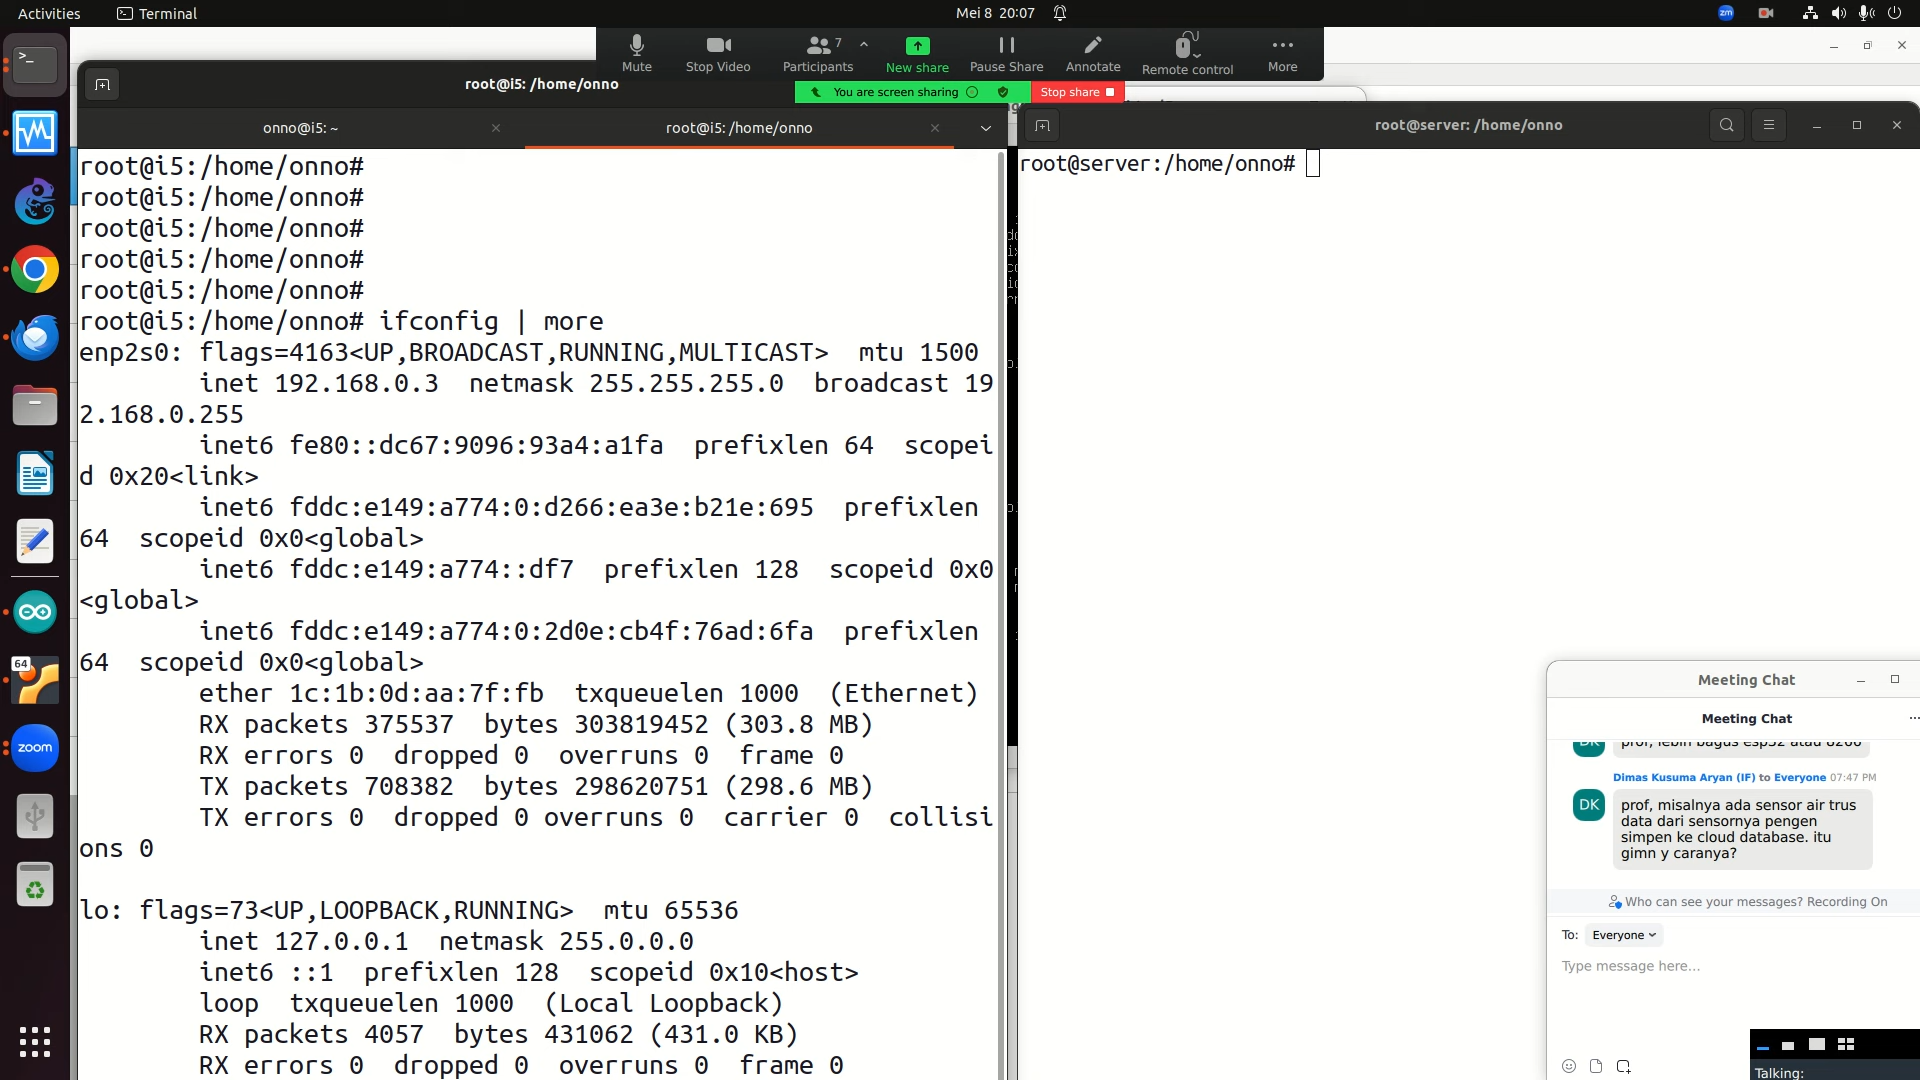 Activities
Terminal
Mei 8 20:07
zm
Mute
Stop Video
Participants
7
New share
Pause Share
Annotate
Remote control
More
You are screen sharing
Stop share
root@i5: /home/onno
onno@i5: ~
root@i5: /home/onno
root@i5:/home/onno#
root@i5:/home/onno#
root@i5:/home/onno#
root@i5:/home/onno#
root@i5:/home/onno#
root@i5:/home/onno# ifconfig | more
enp2s0: flags=4163<UP,BROADCAST,RUNNING,MULTICAST>  mtu 1500
        inet 192.168.0.3  netmask 255.255.255.0  broadcast 19
2.168.0.255
        inet6 fe80::dc67:9096:93a4:a1fa  prefixlen 64  scopei
d 0x20<link>
        inet6 fddc:e149:a774:0:d266:ea3e:b21e:695  prefixlen
64  scopeid 0x0<global>
        inet6 fddc:e149:a774::df7  prefixlen 128  scopeid 0x0
<global>
        inet6 fddc:e149:a774:0:2d0e:cb4f:76ad:6fa  prefixlen
64  scopeid 0x0<global>
        ether 1c:1b:0d:aa:7f:fb  txqueuelen 1000  (Ethernet)
        RX packets 375537  bytes 303819452 (303.8 MB)
        RX errors 0  dropped 0  overruns 0  frame 0
        TX packets 708382  bytes 298620751 (298.6 MB)
        TX errors 0  dropped 0 overruns 0  carrier 0  collisi
ons 0
lo: flags=73<UP,LOOPBACK,RUNNING>  mtu 65536
        inet 127.0.0.1  netmask 255.0.0.0
        inet6 ::1  prefixlen 128  scopeid 0x10<host>
        loop  txqueuelen 1000  (Local Loopback)
        RX packets 4057  bytes 431062 (431.0 KB)
        RX errors 0  dropped 0  overruns 0  frame 0
root@server: /home/onno
root@server:/home/onno#
64
zoom
Meeting Chat
Meeting Chat
DK
prof, lebih bagus esp32 atau 8266
Dimas Kusuma Aryan (IF) to Everyone 07:47 PM
DK
prof, misalnya ada sensor air trus
data dari sensornya pengen
simpen ke cloud database. itu
gimn y caranya?
Who can see your messages? Recording On
To: Everyone
Type message here...
Talking: